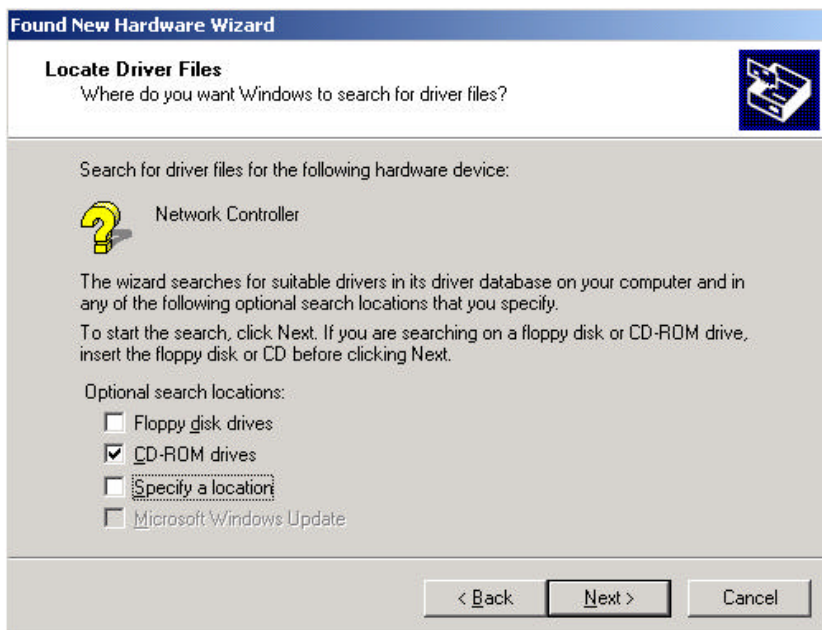 Found New Hardware Wizard
Locate Driver Files
Where do you want Windows to search for driver files?
Search for driver files for the following hardware device:
Network Controller
The wizard searches for suitable drivers in its driver database on your computer and in
any of the following optional search locations that you specify.
To start the search, click Next. If you are searching on a floppy disk or CD-ROM drive,
insert the floppy disk or CD before clicking Next.
Optional search locations:
Floppy disk drives
CD-ROM drives
Specify a location
Microsoft Windows Update
< Back
Next >
Cancel